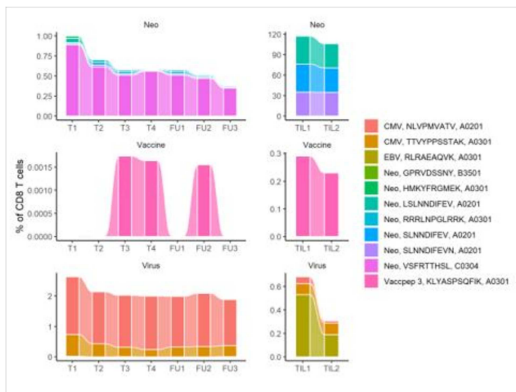 Neo
1.00
0.75
0.50
0.25
0.00
T1 T2 T3 T4 FU1 FU2 FU3
Neo
120
90
60
30
0
TIL1 TIL2
% of CD8 T cells
Vaccine
0.0015
0.0010
0.0005
0.0000
T1 T2 T3 T4 FU1 FU2 FU3
Vaccine
0.3
0.2
0.1
0.0
TIL1 TIL2
Virus
2
1
0
T1 T2 T3 T4 FU1 FU2 FU3
Virus
0.6
0.4
0.2
0.0
TIL1 TIL2
CMV, NLVPMVATV, A0201
CMV, TTVYPPSSTAK, A0301
EBV, RLRAEAQVK, A0301
Neo, GPRVDSSNY, B3501
Neo, HMKYFRGMEK, A0301
Neo, LSLNNDIFEV, A0201
Neo, RRRLNPGLRRK, A0301
Neo, SLNNDIFEV, A0201
Neo, SLNNDIFEVN, A0201
Neo, VSFRTTHSL, C0304
Vaccpep 3, KLYASPSQFIK, A0301